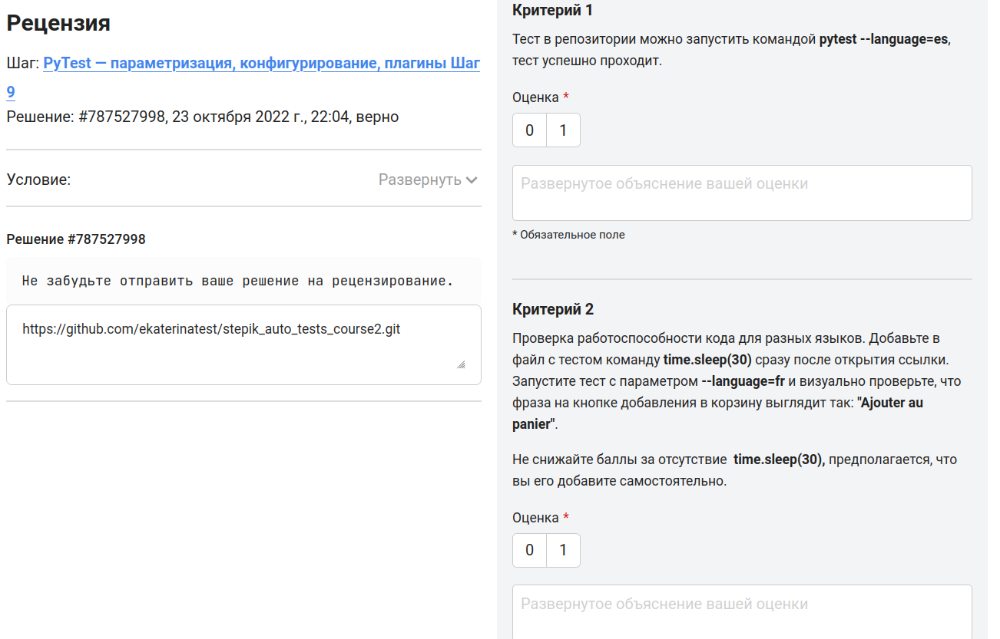 Рецензия
Шаг: PyTest — параметризация, конфигурирование, плагины Шаг
9
Решение: #787527998, 23 октября 2022 г., 22:04, верно
Условие:
Развернуть
Решение #787527998
Не забудьте отправить ваше решение на рецензирование.
https://github.com/ekaterinatest/stepik_auto_tests_course2.git
Критерий 1
Тест в репозитории можно запустить командой pytest --language=es,
тест успешно проходит.
Оценка *
0 1
Развернутое объяснение вашей оценки
* Обязательное поле
Критерий 2
Проверка работоспособности кода для разных языков. Добавьте в
файл с тестом команду time.sleep(30) сразу после открытия ссылки.
Запустите тест с параметром --language=fr и визуально проверьте, что
фраза на кнопке добавления в корзину выглядит так: "Ajouter au
panier".
Не снижайте баллы за отсутствие time.sleep(30), предполагается, что
вы его добавите самостоятельно.
Оценка *
0 1
Развернутое объяснение вашей оценки